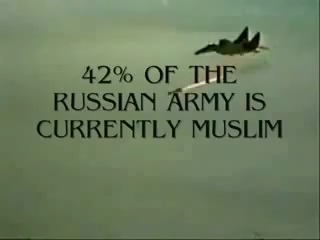 42% OF THE
RUSSIAN ARMY IS
CURRENTLY MUSLIM